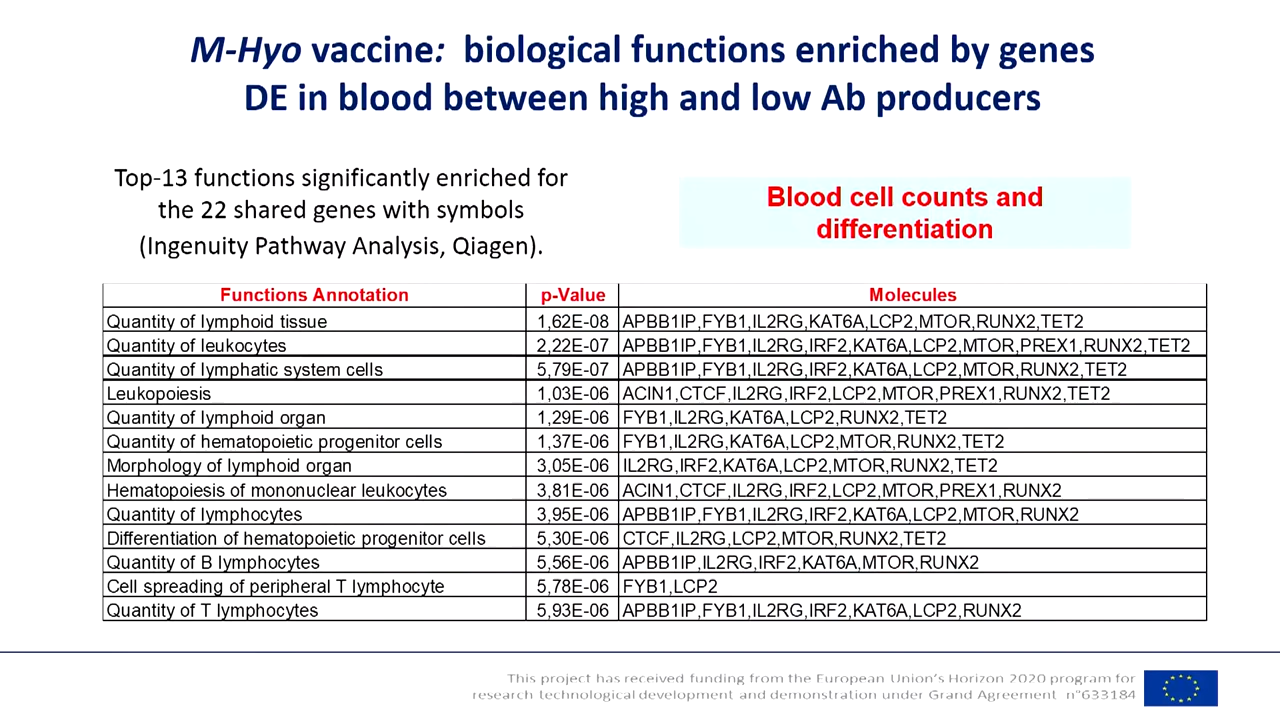 M-Hyo vaccine: biological functions enriched by genes
DE in blood between high and low Ab producers
Top-13 functions significantly enriched for
the 22 shared genes with symbols
(Ingenuity Pathway Analysis, Qiagen).
Blood cell counts and
differentiation
Functions Annotation p-Value Molecules
Quantity of lymphoid tissue 1,62E-08 APBB1IP,FYB1,IL2RG,KAT6A,LCP2,MTOR,RUNX2,TET2
Quantity of leukocytes 2,22E-07 APBB1IP,FYB1,IL2RG,IRF2,KAT6A,LCP2,MTOR,PREX1,RUNX2,TET2
Quantity of lymphatic system cells 5,79E-07 APBB1IP,FYB1,IL2RG,IRF2,KAT6A,LCP2,MTOR,RUNX2,TET2
Leukopoiesis 1,03E-06 ACIN1,CTCF,IL2RG,IRF2,LCP2,MTOR,PREX1,RUNX2,TET2
Quantity of lymphoid organ 1,29E-06 FYB1,IL2RG,KAT6A,LCP2,RUNX2,TET2
Quantity of hematopoietic progenitor cells 1,37E-06 FYB1,IL2RG,KAT6A,LCP2,MTOR,RUNX2,TET2
Morphology of lymphoid organ 3,05E-06 IL2RG,IRF2,KAT6A,LCP2,MTOR,RUNX2,TET2
Hematopoiesis of mononuclear leukocytes 3,81E-06 ACIN1,CTCF,IL2RG,IRF2,LCP2,MTOR,PREX1,RUNX2
Quantity of lymphocytes 3,95E-06 APBB1IP,FYB1,IL2RG,IRF2,KAT6A,LCP2,MTOR,RUNX2
Differentiation of hematopoietic progenitor cells 5,30E-06 CTCF,IL2RG,LCP2,MTOR,RUNX2,TET2
Quantity of B lymphocytes 5,56E-06 APBB1IP,IL2RG,IRF2,KAT6A,MTOR,RUNX2
Cell spreading of peripheral T lymphocyte 5,78E-06 FYB1,LCP2
Quantity of T lymphocytes 5,93E-06 APBB1IP,FYB1,IL2RG,IRF2,KAT6A,LCP2,RUNX2
This project has received funding from the European Union's Horizon 2020 program for
research technological development and demonstration under Grand Agreement n°633184